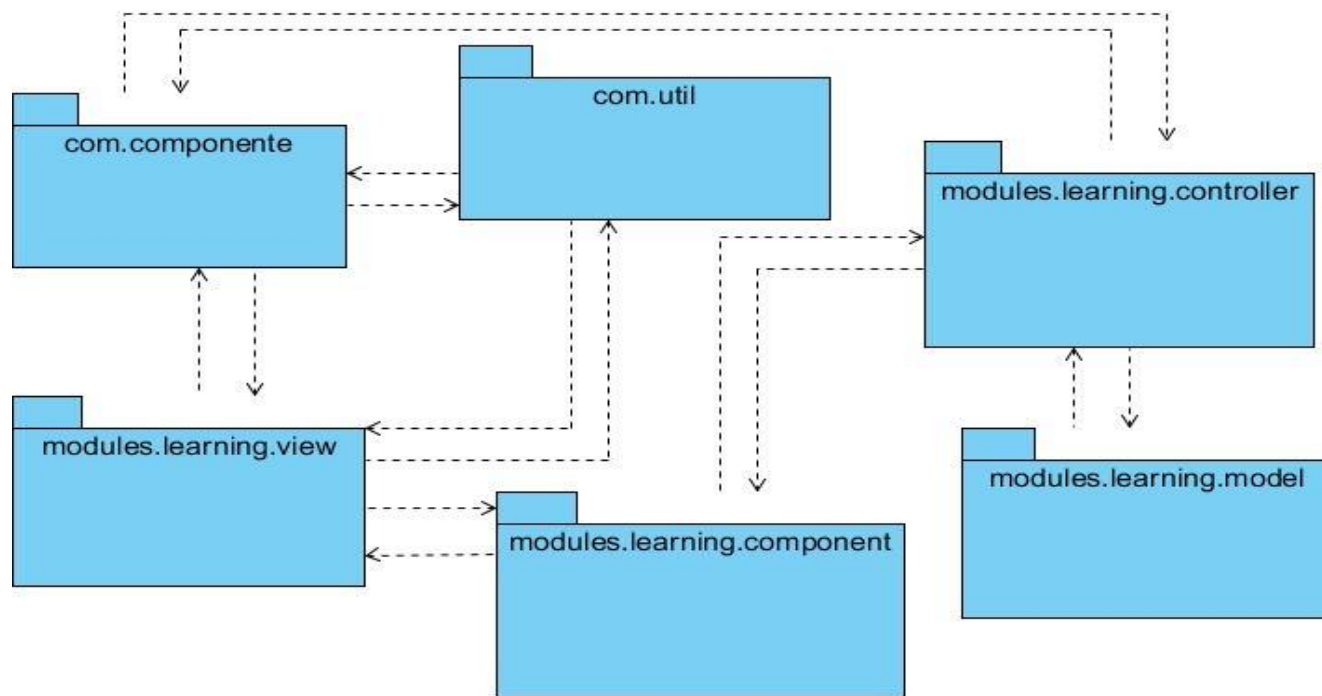 com.util
com.componente
modules.learning.controller
modules.learning.view
modules.learning.model
modules.learning.component